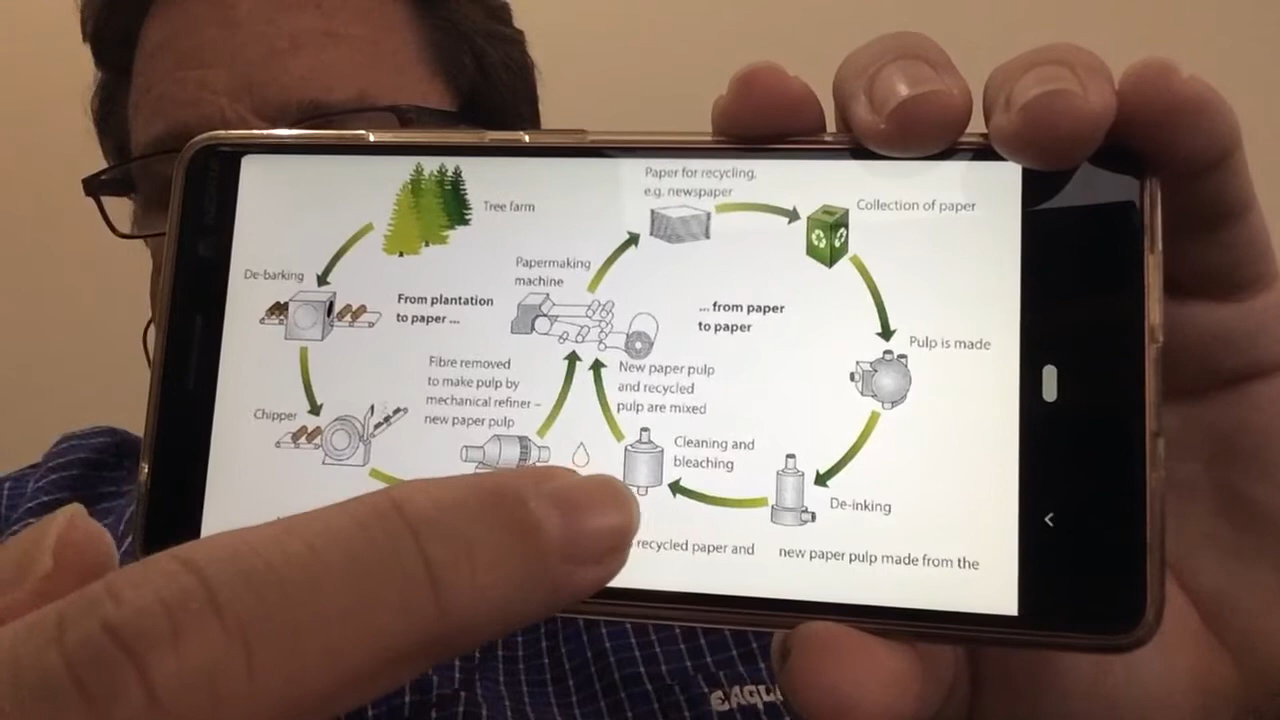 Tree farm
De-barking
From plantation
to paper ...
Chipper
Fibre removed
to make pulp by
mechanical refiner –
new paper pulp
Papermaking
machine
Paper for recycling,
e.g. newspaper
Collection of paper
... from paper
to paper
Pulp is made
De-inking
Cleaning and
bleaching
New paper pulp
and recycled
pulp are mixed
recycled paper and new paper pulp made from the